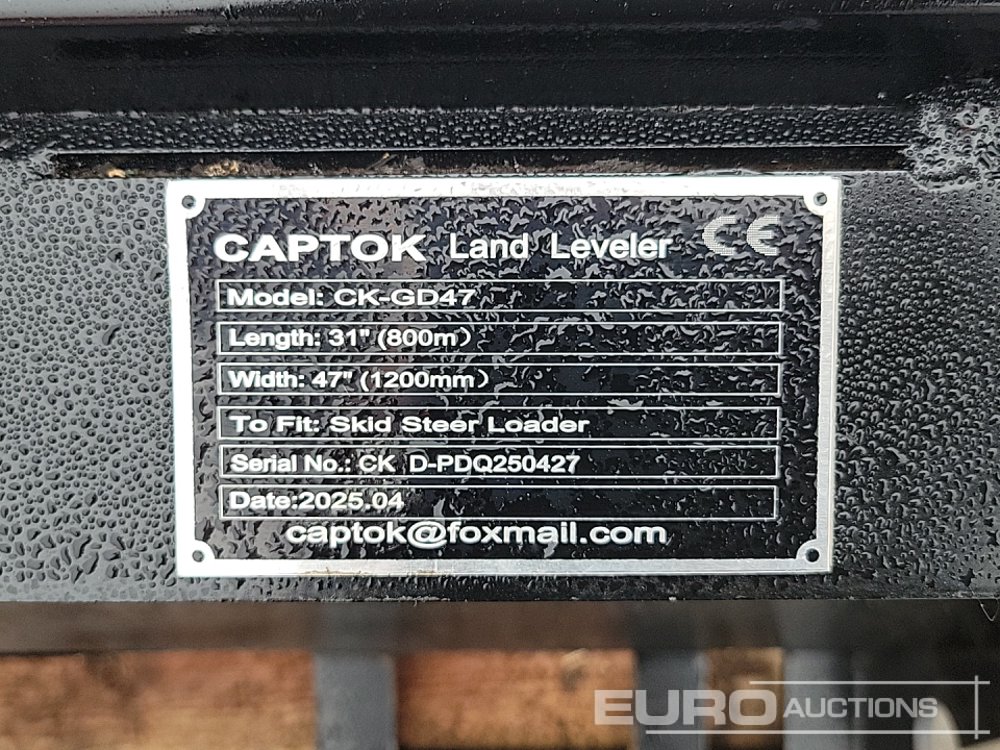 CAPTOK Land Leveler CE
Model: CK-GD47
Length: 31" (800m)
Width: 47" (1200mm)
To Fit: Skid Steer Loader
Serial No.: CK D-PDQ250427
Date:2025.04
captok@foxmail.com
EURO AUCTIONS